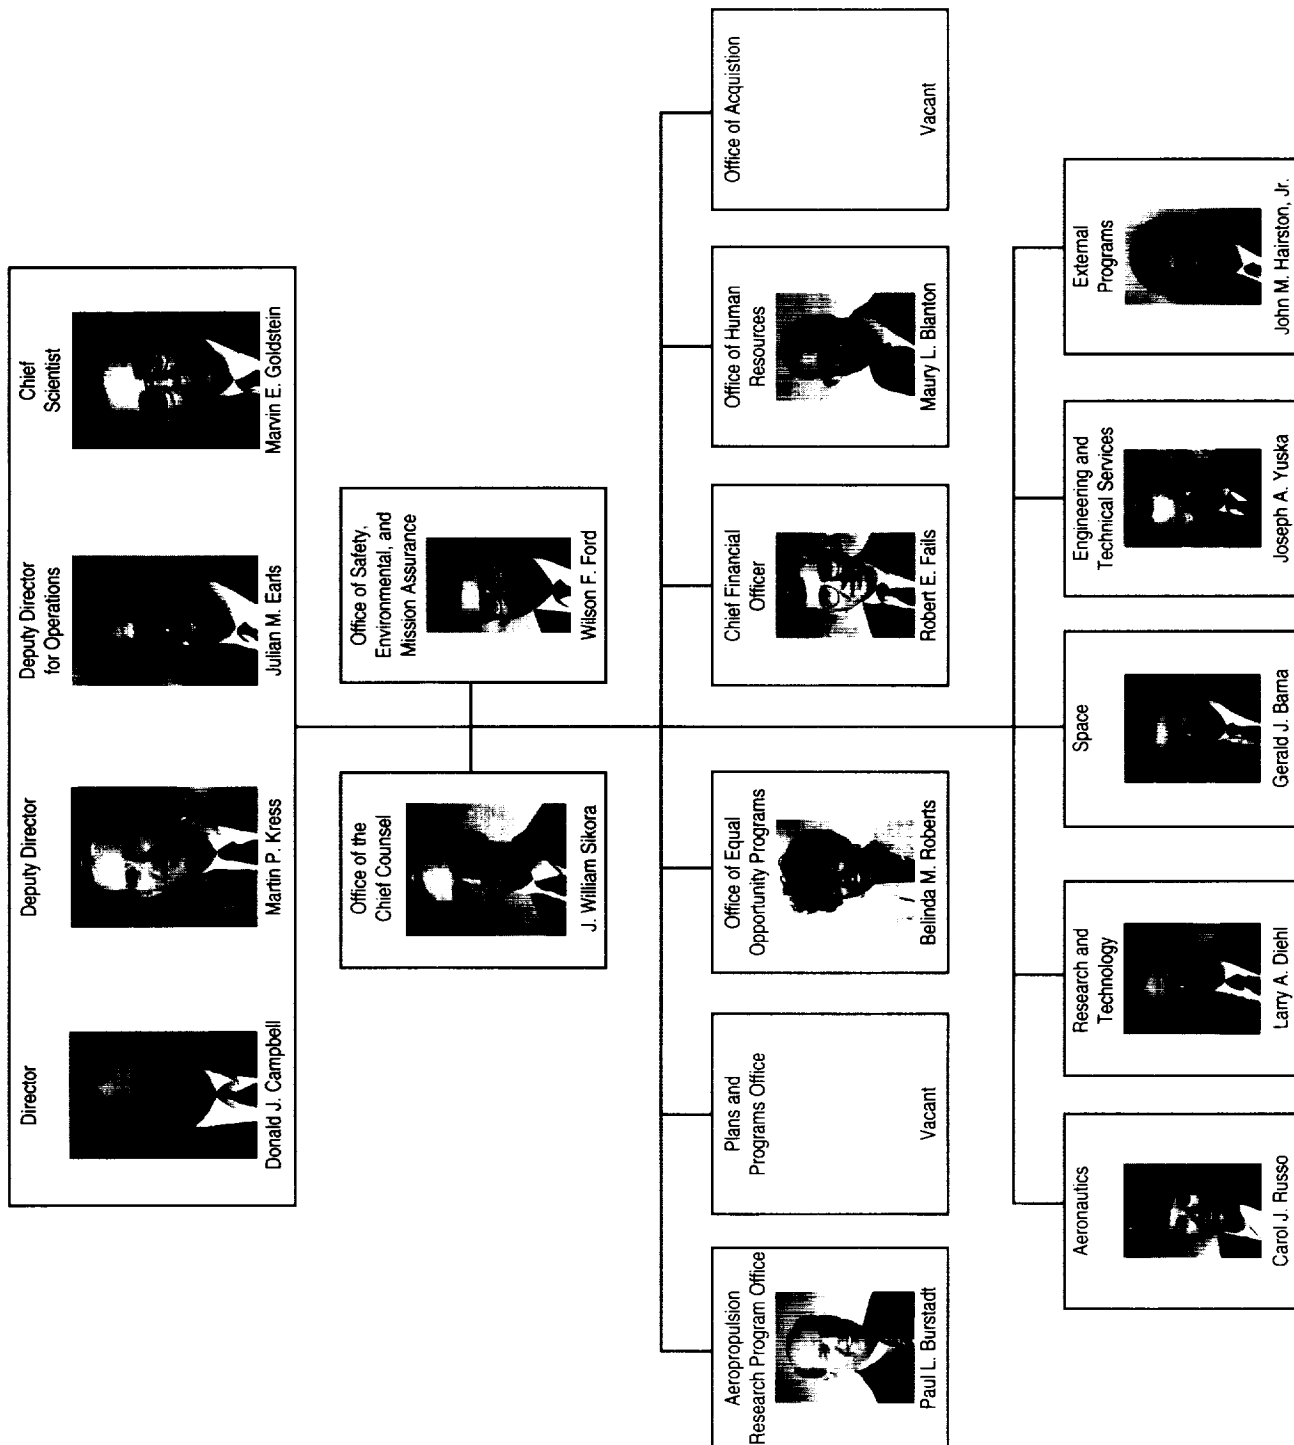 Director
Donald J. Campbell
Deputy Director
Martin P. Kress
Deputy Director
for Operations
Julian M. Earls
Chief
Scientist
Marvin E. Goldstein
Office of the
Chief Counsel
J. William Sikora
Office of Safety,
Environmental, and
Mission Assurance
Wilson F. Ford
Aeropropulsion
Research Program Office
Paul L. Burstadt
Plans and
Programs Office
Vacant
Office of Equal
Opportunity Programs
Belinda M. Roberts
Chief Financial
Officer
Robert E. Fails
Office of Human
Resources
Maury L. Blanton
Office of Acquistion
Vacant
Aeronautics
Carol J. Russo
Research and
Technology
Larry A. Diehl
Space
Gerald J. Barna
Engineering and
Technical Services
Joseph A. Yuska
External
Programs
John M. Hairston, Jr.